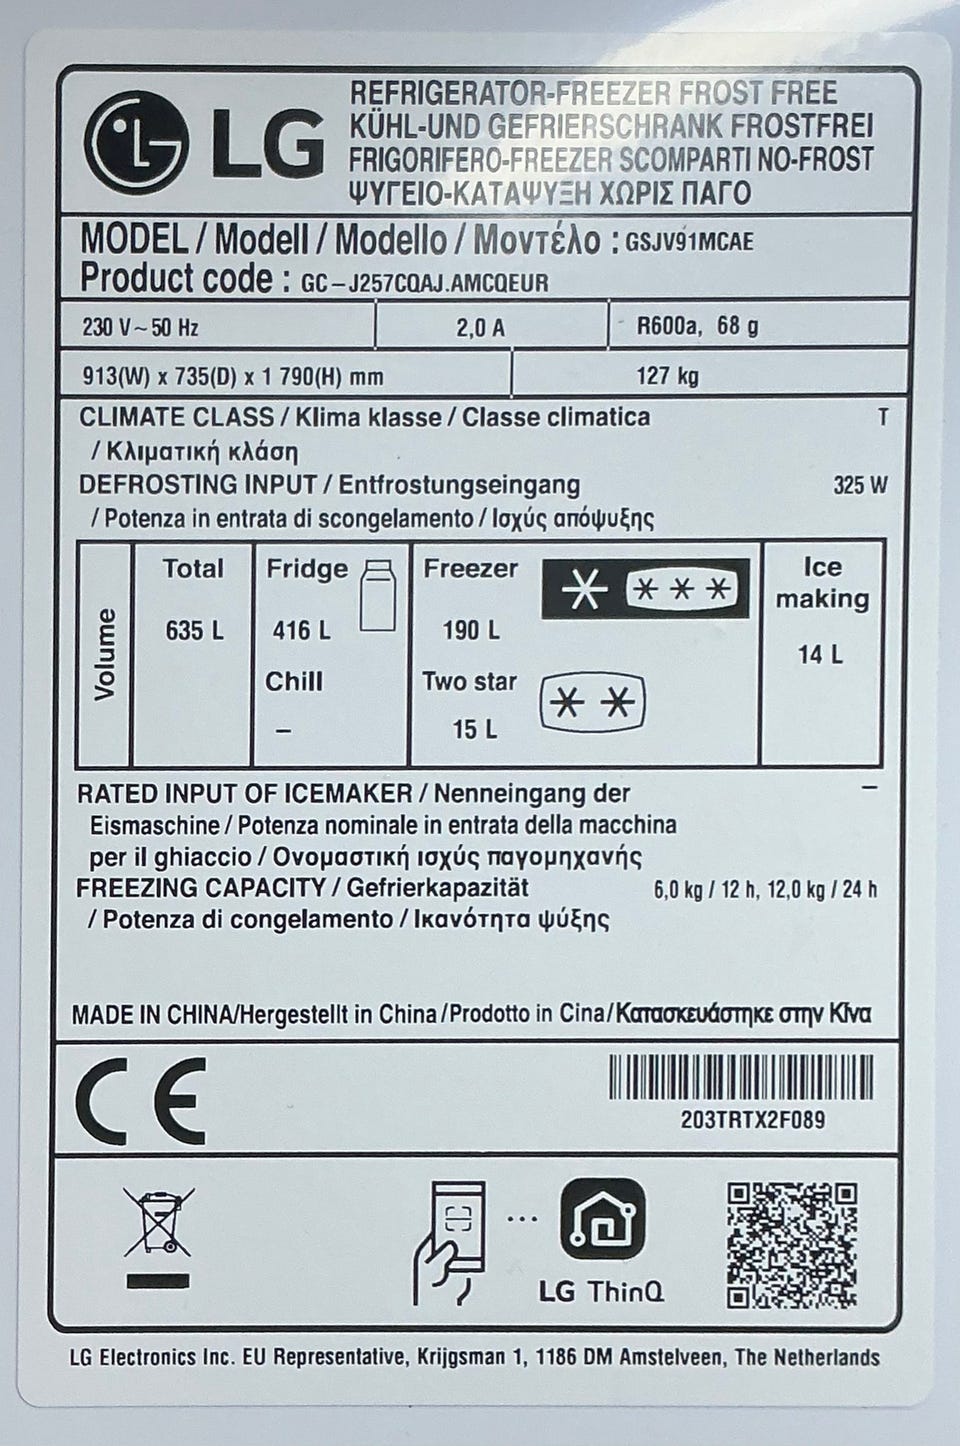 LG
REFRIGERATOR-FREEZER FROST FREE
KÜHL-UND GEFRIERSCHRANK FROSTFREI
FRIGORIFERO-FREEZER SCOMPARTI NO-FROST
ΨΥΓΕΙΟ-ΚΑΤΑΨΥΞΗ ΧΩΡΙΣ ΠΑΓΟ
MODEL / Modell / Modello / Μοντέλο : GSJV91MCAE
Product code : GC-J257CQAJ.AMCQEUR
230 V~50 Hz 2,0 A R600a, 68 g
913(W) x 735(D) x 1 790(H) mm 127 kg
CLIMATE CLASS / Klima klasse / Classe climatica T
/ Κλιματική κλάση
DEFROSTING INPUT / Entfrostungseingang 325 W
/ Potenza in entrata di scongelamento / Ισχύς απόψυξης
Volume
Total
635 L
Fridge
416 L
Chill
–
Freezer
190 L
Two star
15 L
Ice
making
14 L
RATED INPUT OF ICEMAKER / Nenneingang der –
Eismaschine / Potenza nominale in entrata della macchina
per il ghiaccio / Ονομαστική ισχύς παγομηχανής
FREEZING CAPACITY / Gefrierkapazität 6,0 kg / 12 h, 12,0 kg / 24 h
/ Potenza di congelamento / Ικανότητα ψύξης
MADE IN CHINA/Hergestellt in China/Prodotto in Cina/Κατασκευάστηκε στην Κίνα
CE
203TRTX2F089
LG ThinQ
LG Electronics Inc. EU Representative, Krijgsman 1, 1186 DM Amstelveen, The Netherlands